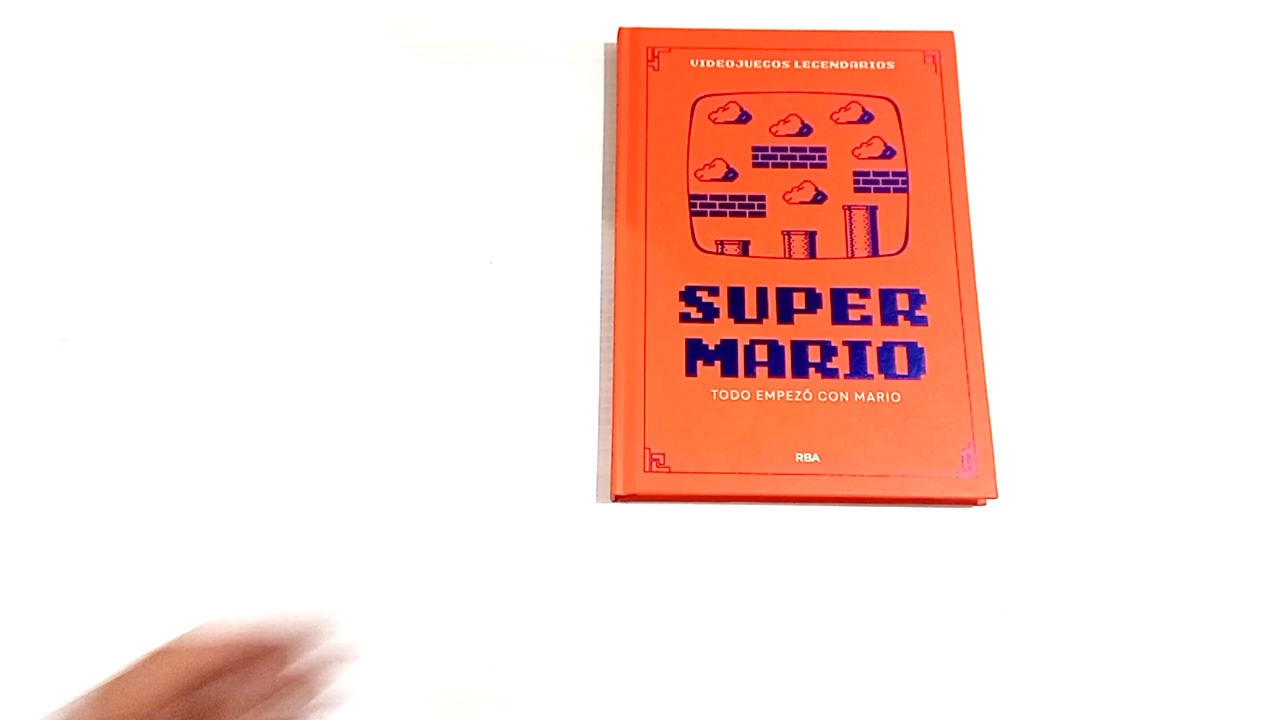 VIDEOJUEGOS LEGENDARIOS
SUPER
MARIO
TODO EMPEZÓ CON MARIO
RBA